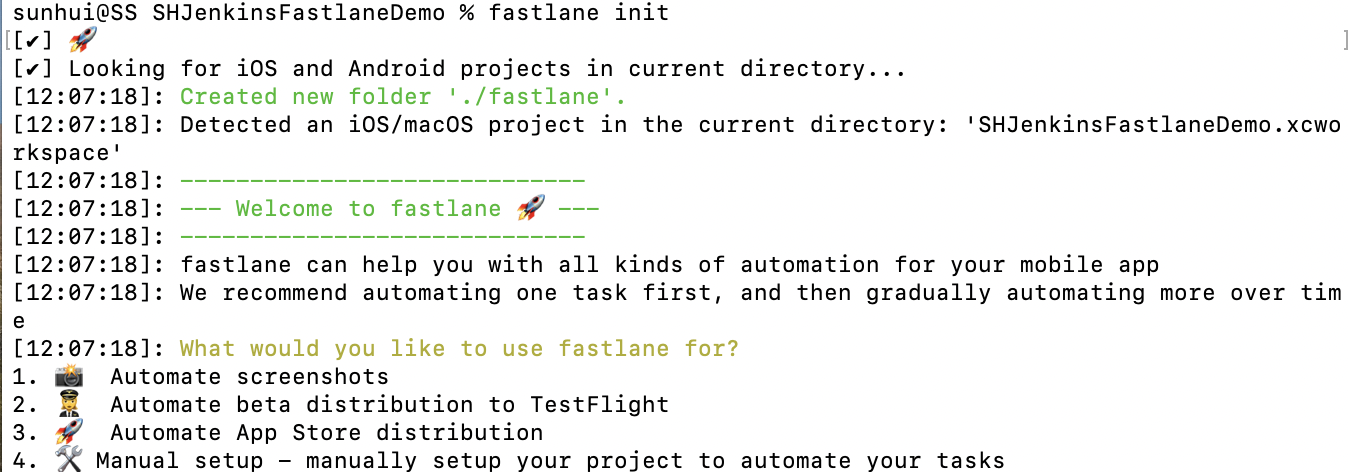 sunhui@SS SHJenkinsFastlaneDemo % fastlane init
[✔] 🚀
[✔] Looking for iOS and Android projects in current directory...
[12:07:18]: Created new folder './fastlane'.
[12:07:18]: Detected an iOS/macOS project in the current directory: 'SHJenkinsFastlaneDemo.xcwo
rkspace'
[12:07:18]: -----------------------------
[12:07:18]: --- Welcome to fastlane 🚀 ---
[12:07:18]: -----------------------------
[12:07:18]: fastlane can help you with all kinds of automation for your mobile app
[12:07:18]: We recommend automating one task first, and then gradually automating more over tim
e
[12:07:18]: What would you like to use fastlane for?
1. 📸  Automate screenshots
2. 👩‍✈️  Automate beta distribution to TestFlight
3. 🚀  Automate App Store distribution
4. 🛠 Manual setup - manually setup your project to automate your tasks